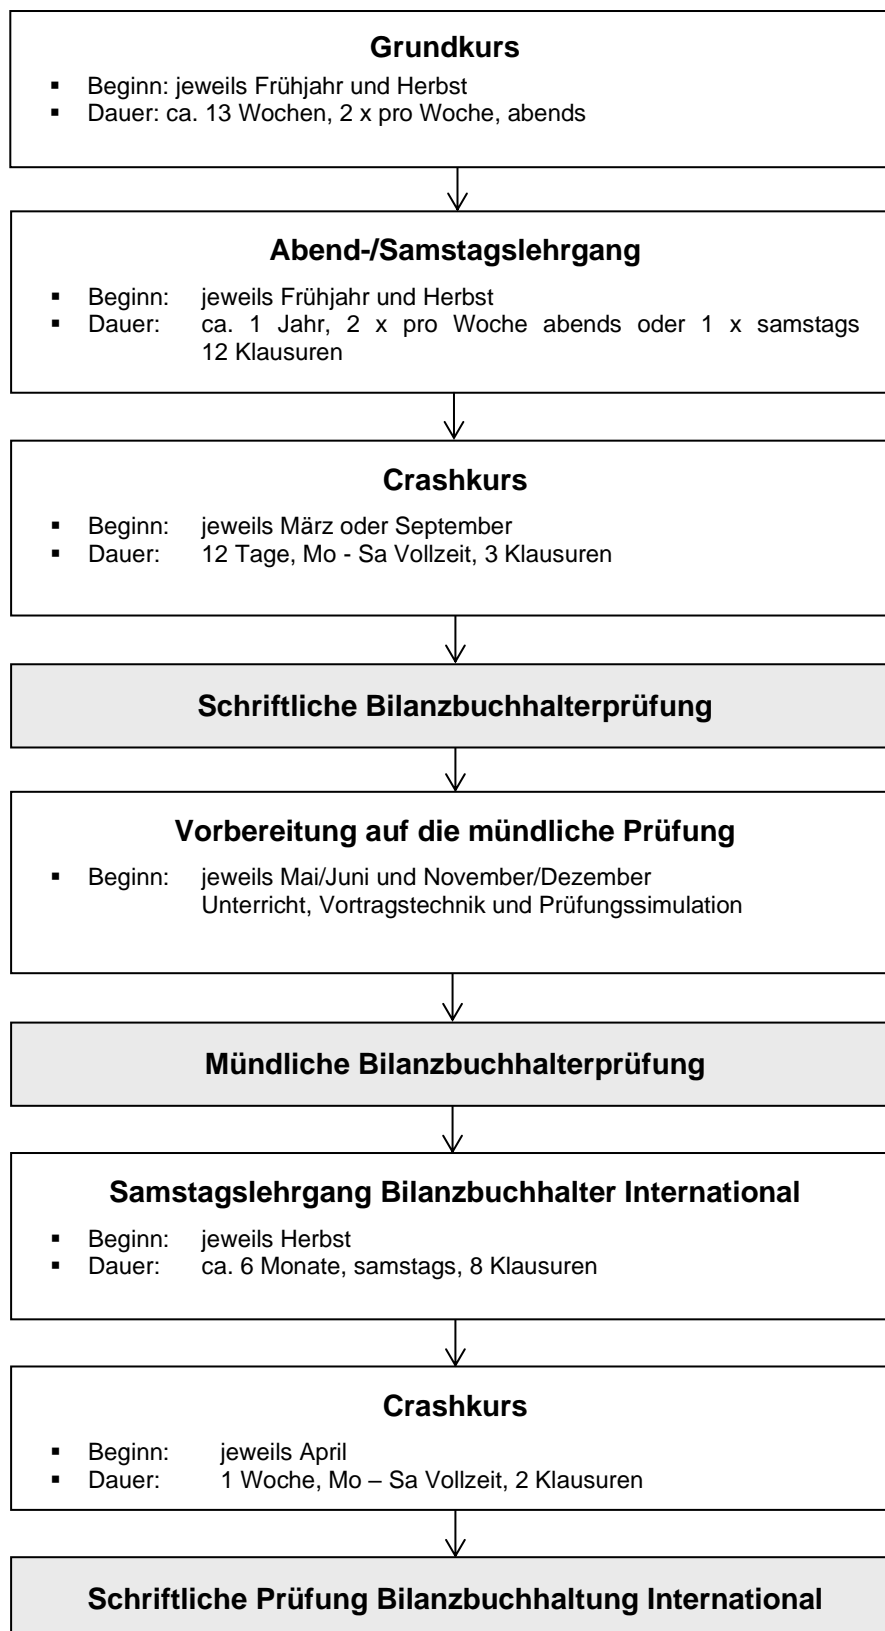 Grundkurs
▪ Beginn: jeweils Frühjahr und Herbst
▪ Dauer: ca. 13 Wochen, 2 x pro Woche, abends
Abend-/Samstagslehrgang
▪ Beginn: jeweils Frühjahr und Herbst
▪ Dauer: ca. 1 Jahr, 2 x pro Woche abends oder 1 x samstags
12 Klausuren
Crashkurs
▪ Beginn: jeweils März oder September
▪ Dauer: 12 Tage, Mo - Sa Vollzeit, 3 Klausuren
Schriftliche Bilanzbuchhalterprüfung
Vorbereitung auf die mündliche Prüfung
▪ Beginn: jeweils Mai/Juni und November/Dezember
Unterricht, Vortragstechnik und Prüfungssimulation
Mündliche Bilanzbuchhalterprüfung
Samstagslehrgang Bilanzbuchhalter International
▪ Beginn: jeweils Herbst
▪ Dauer: ca. 6 Monate, samstags, 8 Klausuren
Crashkurs
▪ Beginn: jeweils April
▪ Dauer: 1 Woche, Mo – Sa Vollzeit, 2 Klausuren
Schriftliche Prüfung Bilanzbuchhaltung International